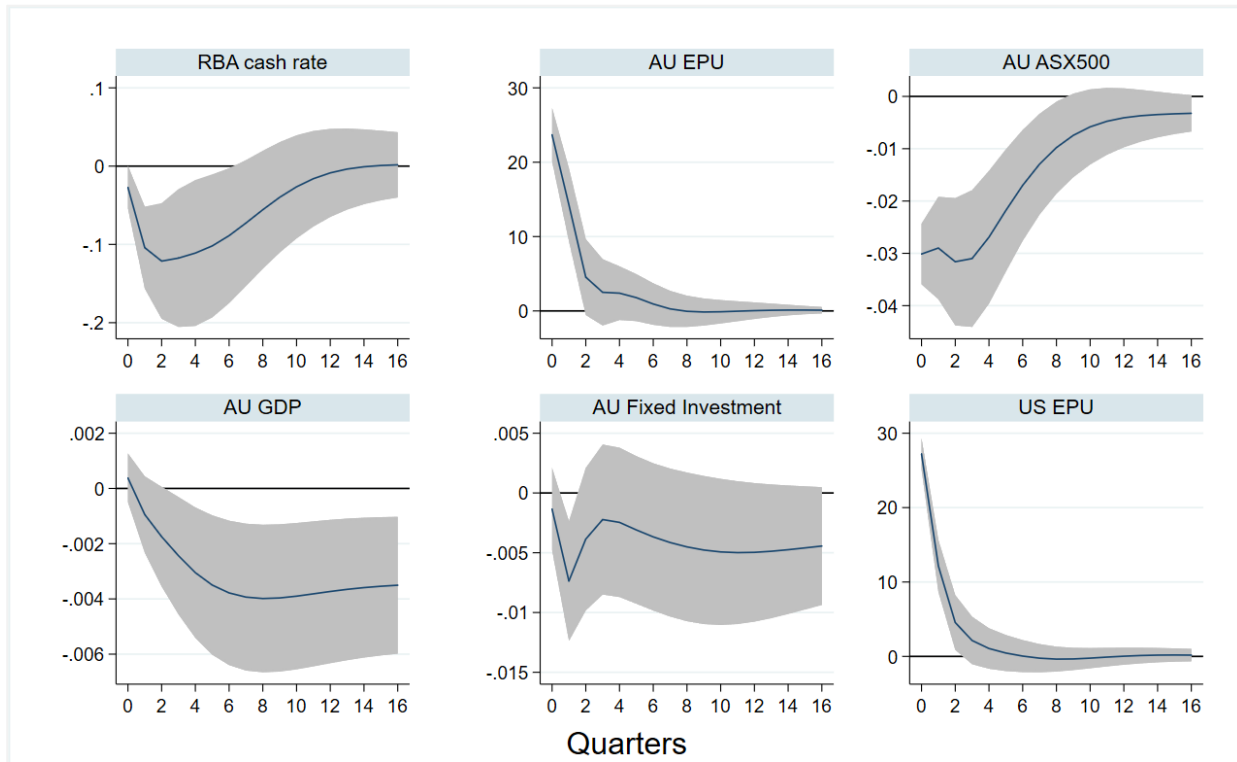 RBA cash rate
.1
0
-.1
-.2
0 2 4 6 8 10 12 14 16
AU EPU
30
20
10
0
0 2 4 6 8 10 12 14 16
AU ASX500
0
-.01
-.02
-.03
-.04
0 2 4 6 8 10 12 14 16
AU GDP
.002
0
-.002
-.004
-.006
0 2 4 6 8 10 12 14 16
AU Fixed Investment
.005
0
-.005
-.01
-.015
0 2 4 6 8 10 12 14 16
US EPU
30
20
10
0
0 2 4 6 8 10 12 14 16
Quarters